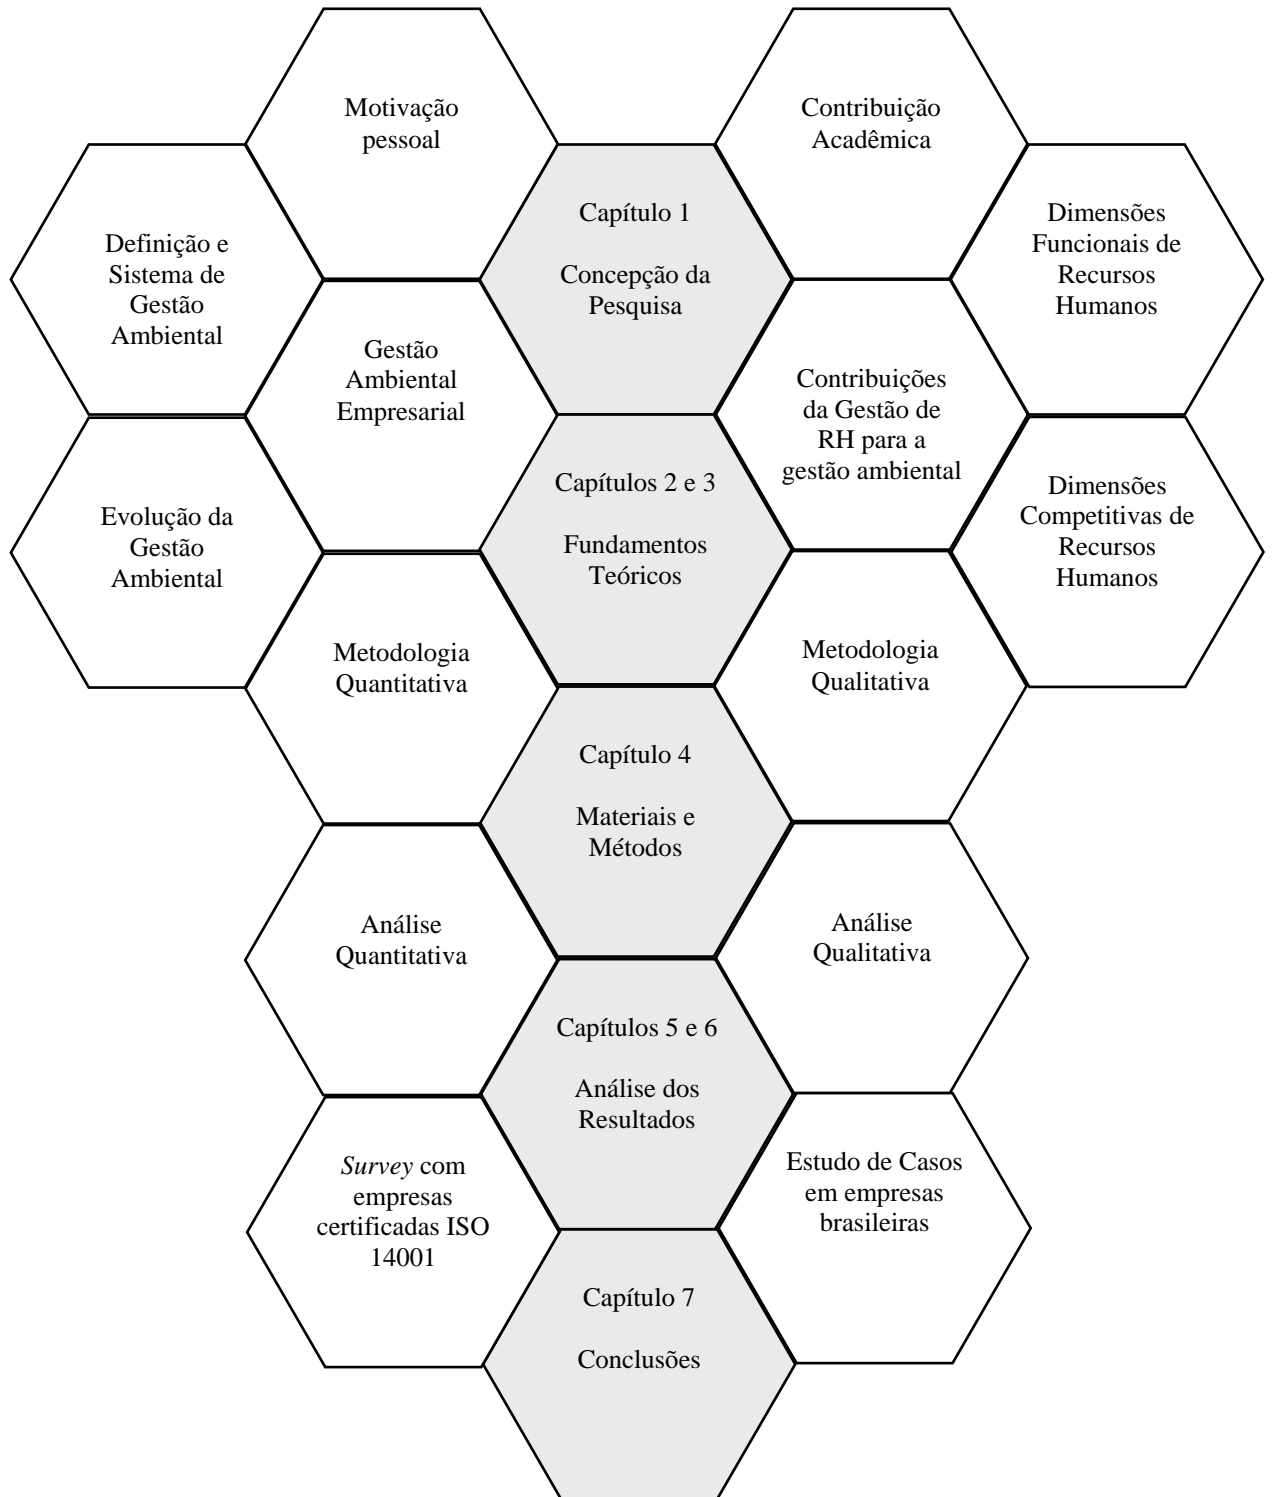 Motivação
pessoal
Contribuição
Acadêmica
Capítulo 1
Concepção da
Pesquisa
Definição e
Sistema de
Gestão
Ambiental
Dimensões
Funcionais de
Recursos
Humanos
Gestão
Ambiental
Empresarial
Contribuições
da Gestão de
RH para a
gestão ambiental
Capítulos 2 e 3
Fundamentos
Teóricos
Evolução da
Gestão
Ambiental
Dimensões
Competitivas de
Recursos
Humanos
Metodologia
Quantitativa
Metodologia
Qualitativa
Capítulo 4
Materiais e
Métodos
Análise
Quantitativa
Análise
Qualitativa
Capítulos 5 e 6
Análise dos
Resultados
Survey com
empresas
certificadas ISO
14001
Estudo de Casos
em empresas
brasileiras
Capítulo 7
Conclusões